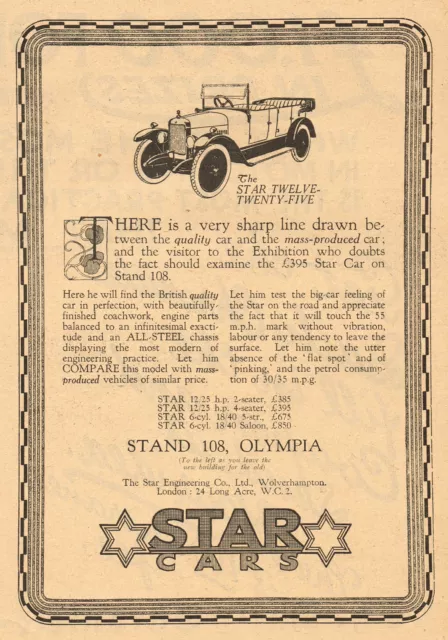 The
STAR TWELVE-
TWENTY-FIVE
THERE is a very sharp line drawn be-
tween the quality car and the mass-produced car;
and the visitor to the Exhibition who doubts
the fact should examine the £395 Star Car on
Stand 108.
Here he will find the British quality
car in perfection, with beautifully-
finished coachwork, engine parts
balanced to an infinitesimal exacti-
tude and an ALL-STEEL chassis
displaying the most modern of
engineering practice. Let him
COMPARE this model with mass-
produced vehicles of similar price.
Let him test the big-car feeling of
the Star on the road and appreciate
the fact that it will touch the 55
m.p.h. mark without vibration,
labour or any tendency to leave the
surface. Let him note the utter
absence of the 'flat spot' and of
'pinking,' and the petrol consump-
tion of 30/35 m.p.g.
STAR 12/25 h.p. 2-seater, £385
STAR 12/25 h.p. 4-seater, £395
STAR 6-cyl. 18/40 5-str., £675
STAR 6-cyl. 18/40 Saloon, £850
STAND 108, OLYMPIA
(To the left as you leave the
new building for the old)
The Star Engineering Co., Ltd., Wolverhampton.
London: 24 Long Acre, W.C.2.
STAR
CARS